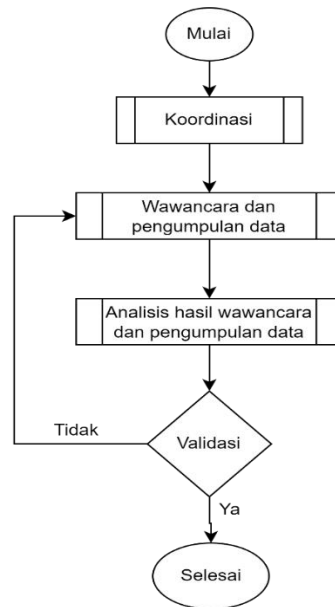 Mulai
Koordinasi
Wawancara dan
pengumpulan data
Analisis hasil wawancara
dan pengumpulan data
Tidak
Validasi
Ya
Selesai